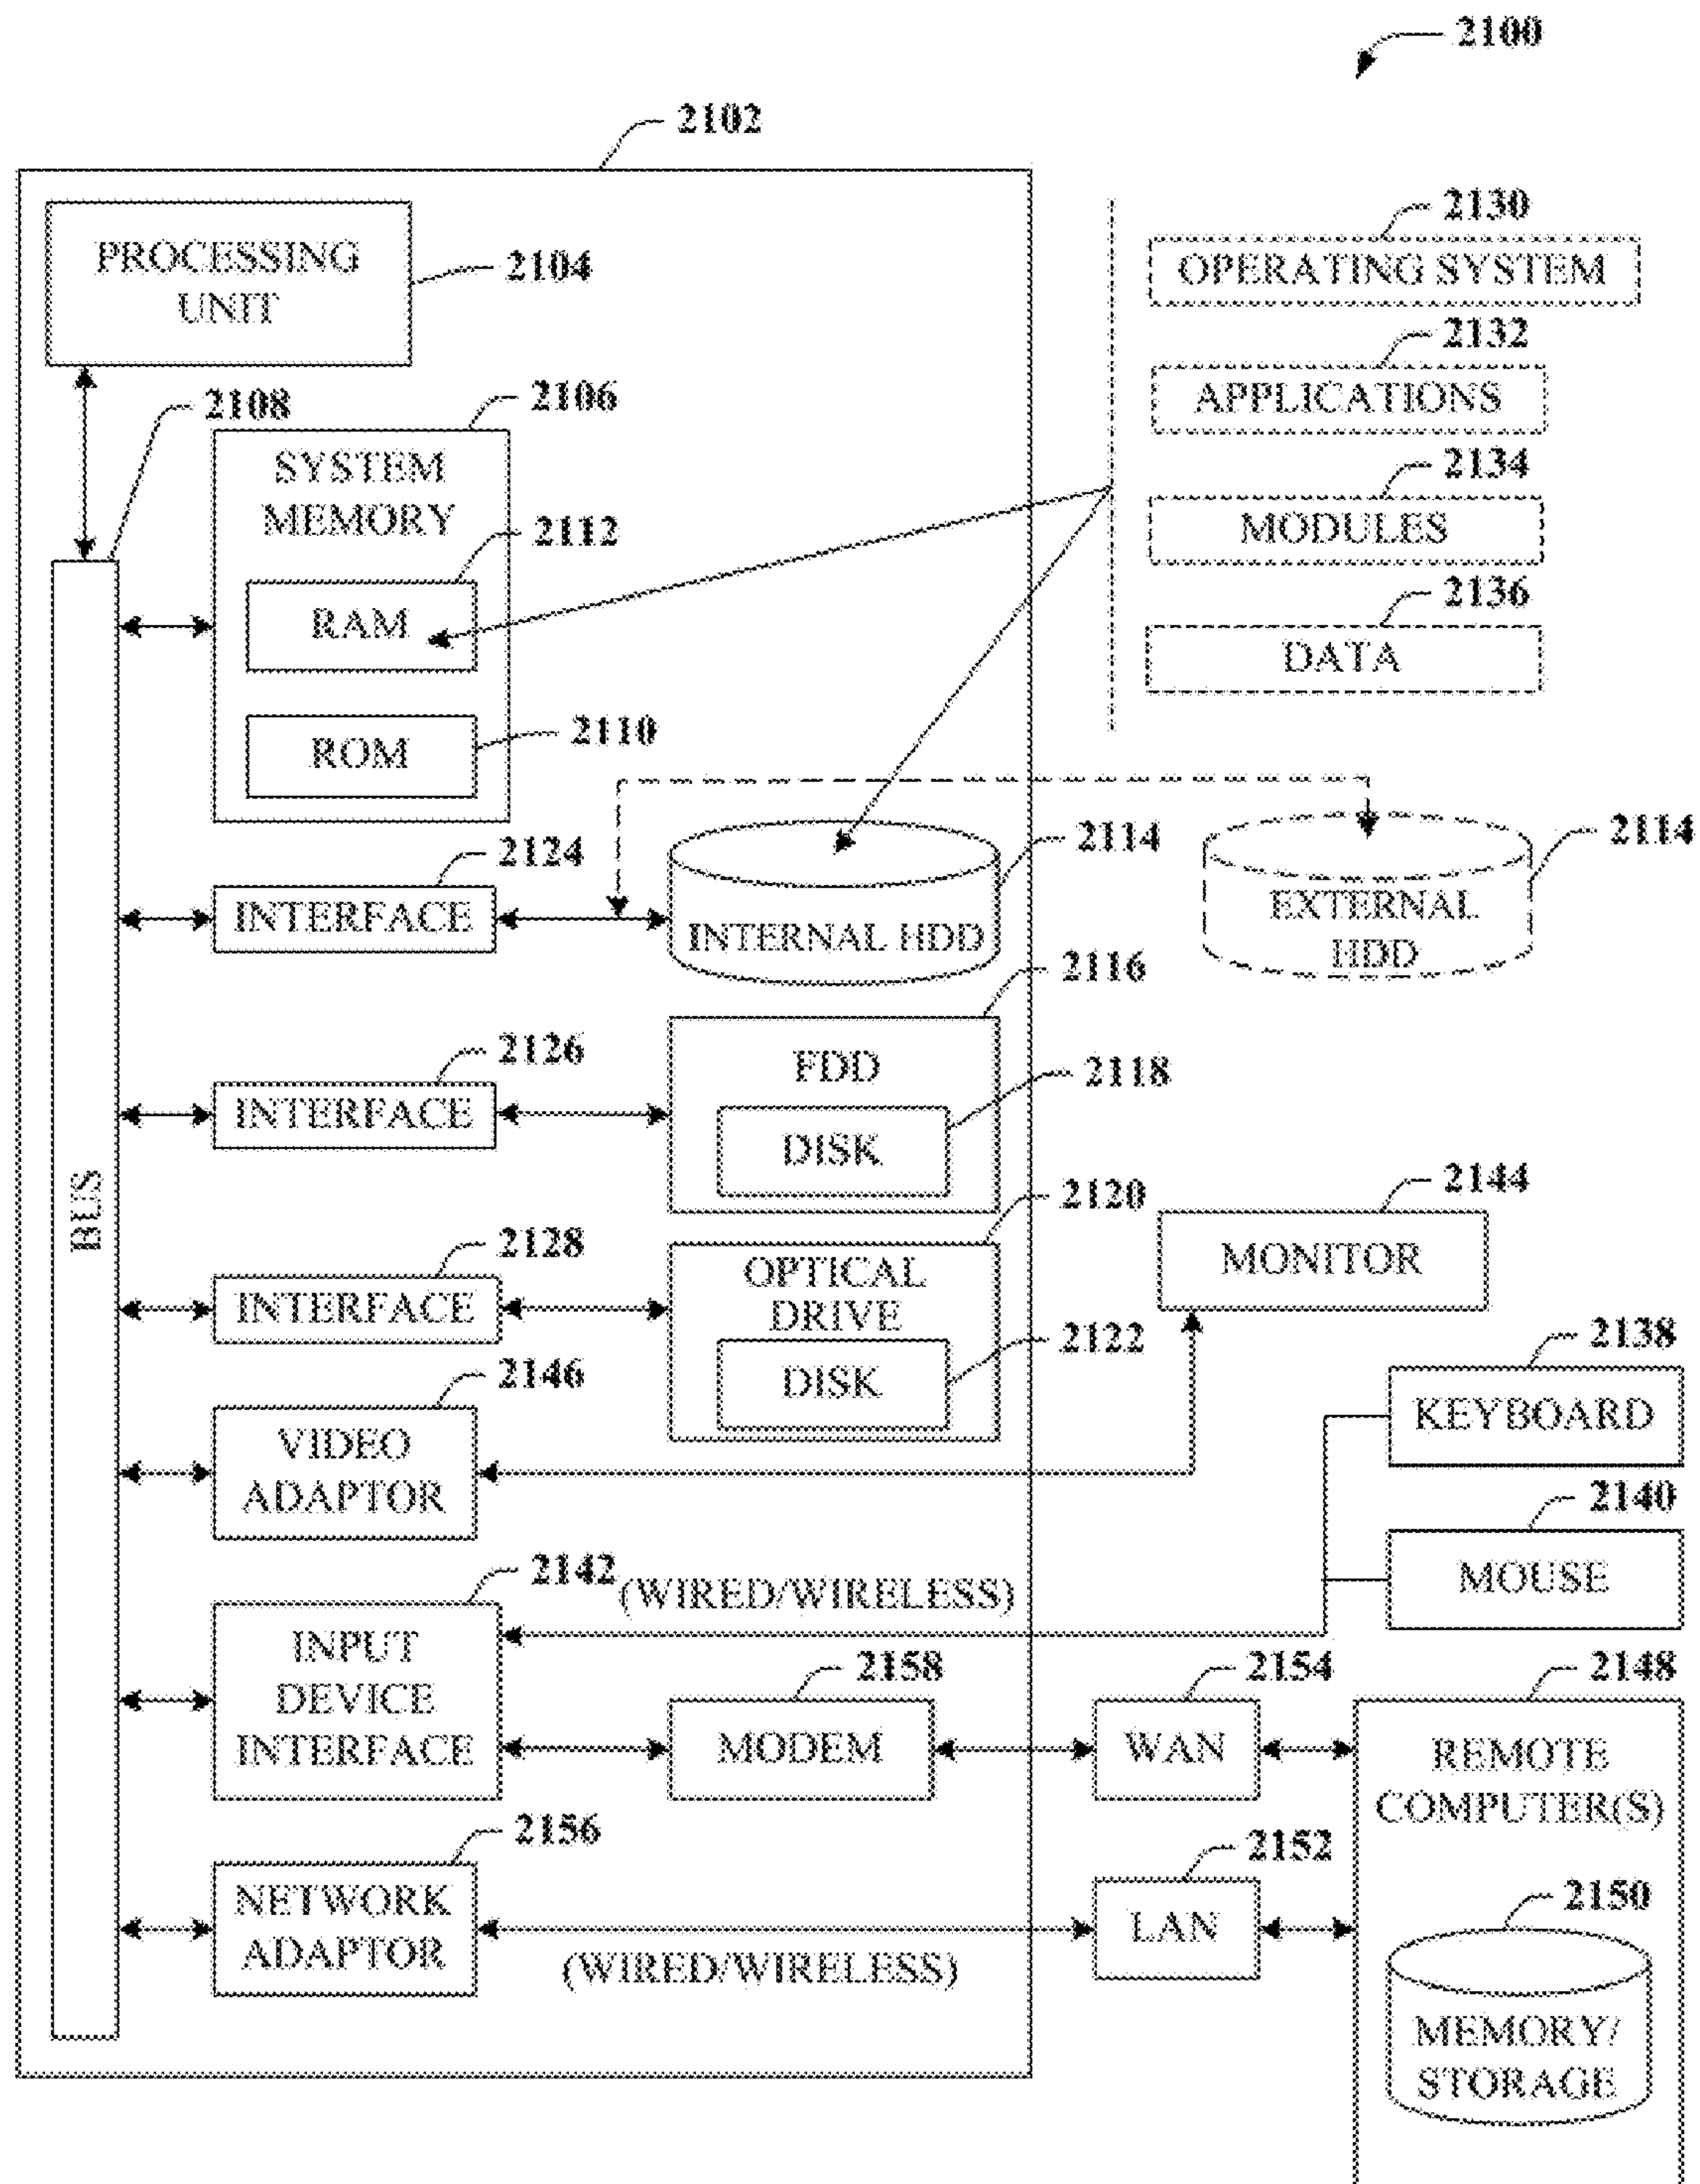 2100
2102
PROCESSING
UNIT
2104
2130
OPERATING SYSTEM
2132
APPLICATIONS
2134
MODULES
2136
DATA
2108
2106
SYSTEM
MEMORY
2112
RAM
2110
ROM
2124
INTERFACE
2114
INTERNAL HDD
2114
EXTERNAL
HDD
2126
INTERFACE
2116
FDD
2118
DISK
BUS
2128
INTERFACE
2120
OPTICAL
DRIVE
2122
DISK
2144
MONITOR
2146
VIDEO
ADAPTOR
2138
KEYBOARD
2140
MOUSE
2142
(WIRED/WIRELESS)
INPUT
DEVICE
INTERFACE
2158
MODEM
2154
WAN
2148
REMOTE
COMPUTER(S)
2156
NETWORK
ADAPTOR
(WIRED/WIRELESS)
2152
LAN
2150
MEMORY/
STORAGE